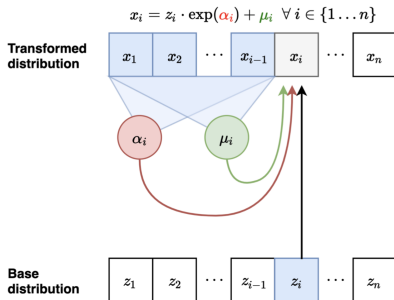 x_i = z_i · exp(α_i) + μ_i ∀ i ∈ {1 … n}
Transformed
distribution
x_1 x_2 ··· x_{i−1} x_i ··· x_n
α_i μ_i
Base
distribution
z_1 z_2 ··· z_{i−1} z_i ··· z_n